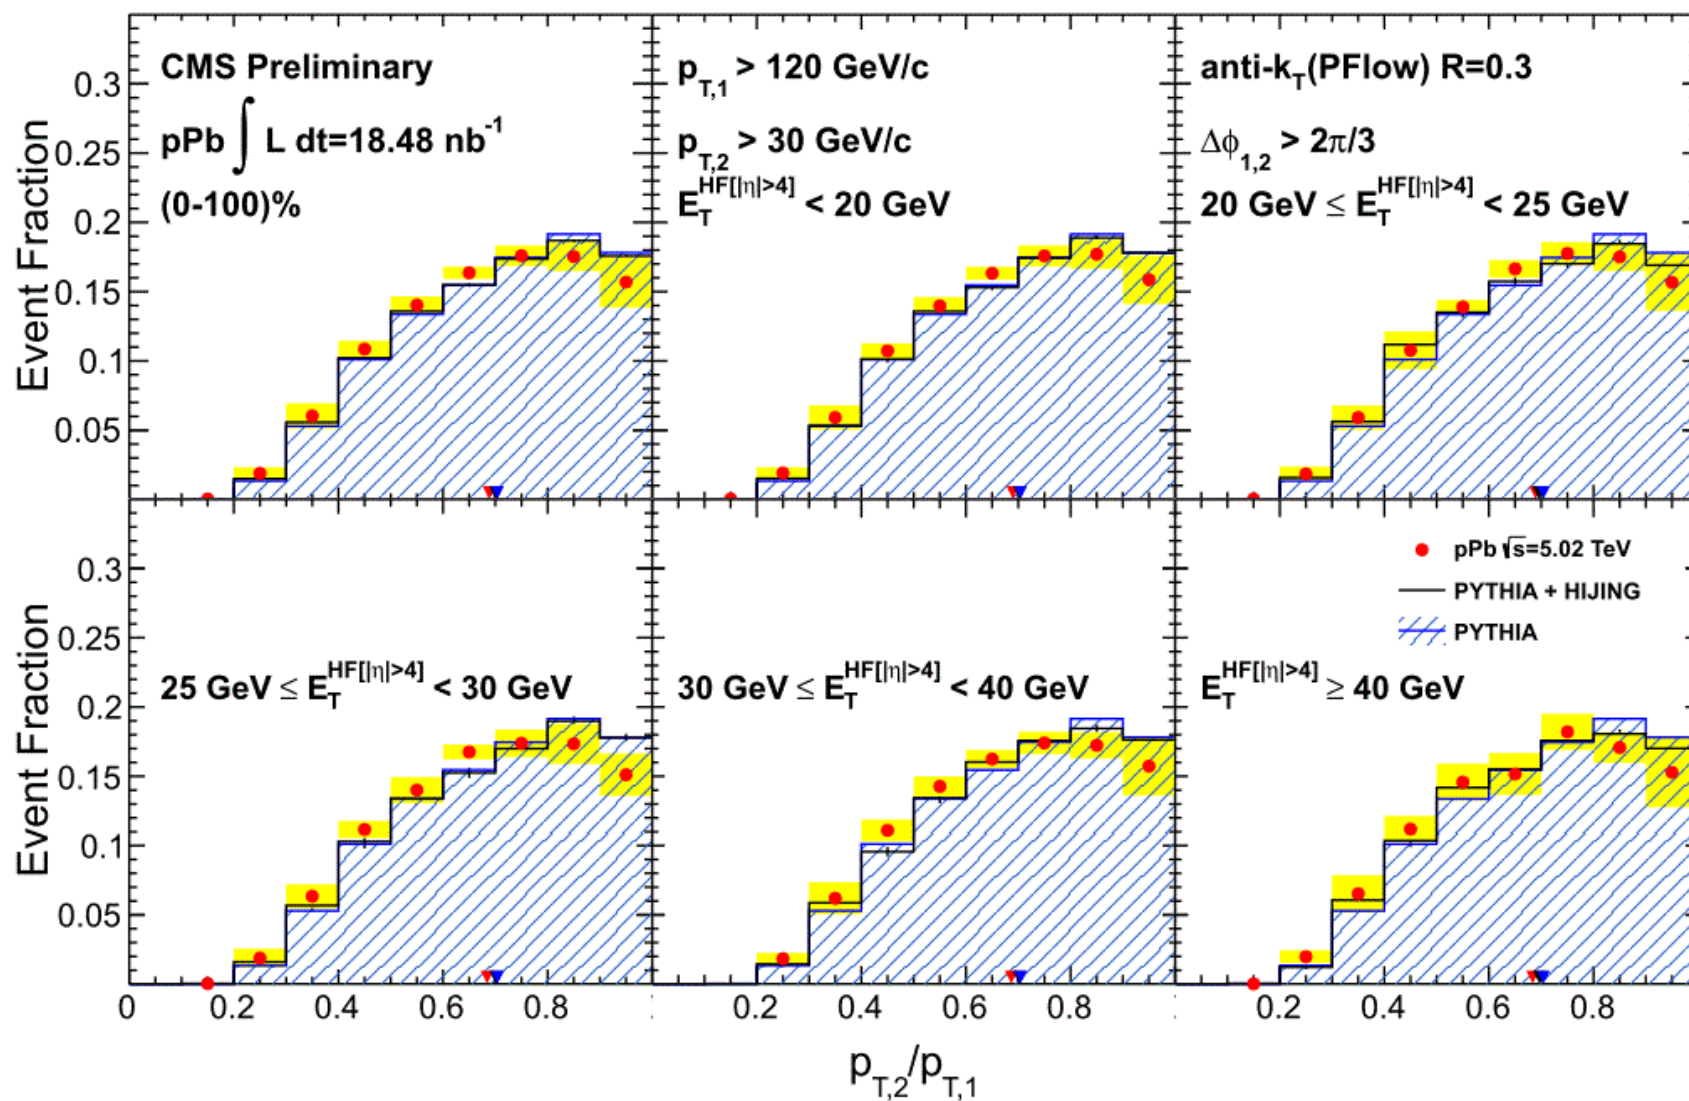 CMS Preliminary
pPb ∫ L dt=18.48 nb⁻¹
(0-100)%
p_T,1 > 120 GeV/c
p_T,2 > 30 GeV/c
E_T^HF[|η|>4] < 20 GeV
anti-k_T(PFlow) R=0.3
Δϕ_1,2 > 2π/3
20 GeV ≤ E_T^HF[|η|>4] < 25 GeV
Event Fraction
0.3
0.25
0.2
0.15
0.1
0.05
pPb √s=5.02 TeV
PYTHIA + HIJING
PYTHIA
25 GeV ≤ E_T^HF[|η|>4] < 30 GeV
30 GeV ≤ E_T^HF[|η|>4] < 40 GeV
E_T^HF[|η|>4] ≥ 40 GeV
Event Fraction
0.3
0.25
0.2
0.15
0.1
0.05
0 0.2 0.4 0.6 0.8
0.2 0.4 0.6 0.8
0.2 0.4 0.6 0.8
p_T,2/p_T,1